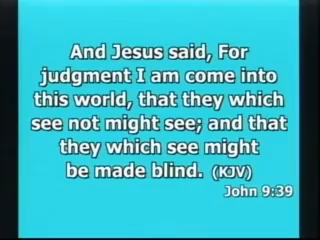 And Jesus said, For
judgment I am come into
this world, that they which
see not might see; and that
they which see might
be made blind. (KJV)
John 9:39